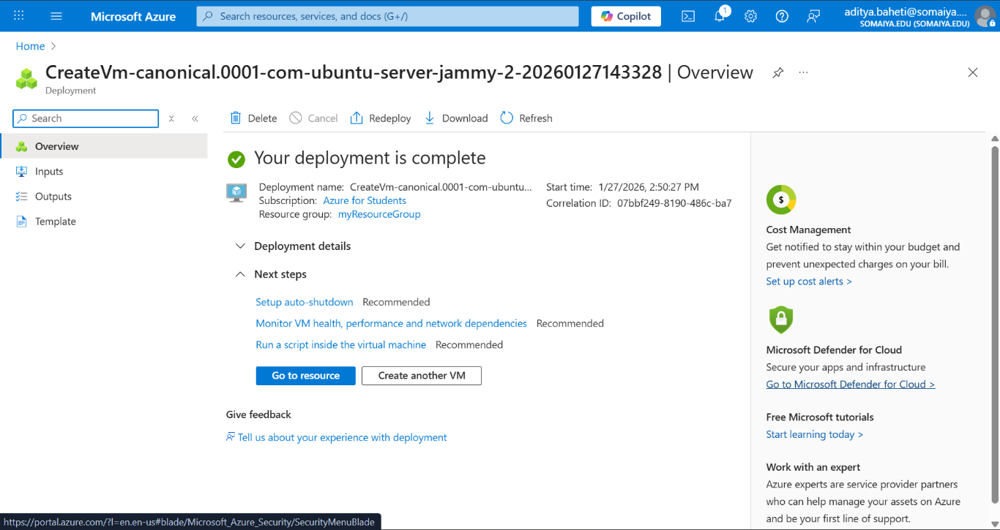 Microsoft Azure
Search resources, services, and docs (G+/)
Copilot
1
aditya.baheti@somaiya....
SOMAIYA.EDU (SOMAIYA.EDU)
Home >
CreateVm-canonical.0001-com-ubuntu-server-jammy-2-20260127143328 | Overview
Deployment
Search
Delete
Cancel
Redeploy
Download
Refresh
Overview
Inputs
Outputs
Template
Your deployment is complete
Deployment name: CreateVm-canonical.0001-com-ubuntu...
Subscription: Azure for Students
Resource group: myResourceGroup
Start time: 1/27/2026, 2:50:27 PM
Correlation ID: 07bbf249-8190-486c-ba7
Deployment details
Next steps
Setup auto-shutdown Recommended
Monitor VM health, performance and network dependencies Recommended
Run a script inside the virtual machine Recommended
Go to resource
Create another VM
Give feedback
Tell us about your experience with deployment
$
Cost Management
Get notified to stay within your budget and
prevent unexpected charges on your bill.
Set up cost alerts >
Microsoft Defender for Cloud
Secure your apps and infrastructure
Go to Microsoft Defender for Cloud >
Free Microsoft tutorials
Start learning today >
Work with an expert
Azure experts are service provider partners
who can help manage your assets on Azure
and be your first line of support.
https://portal.azure.com/?l=en.en-us#blade/Microsoft_Azure_Security/SecurityMenuBlade